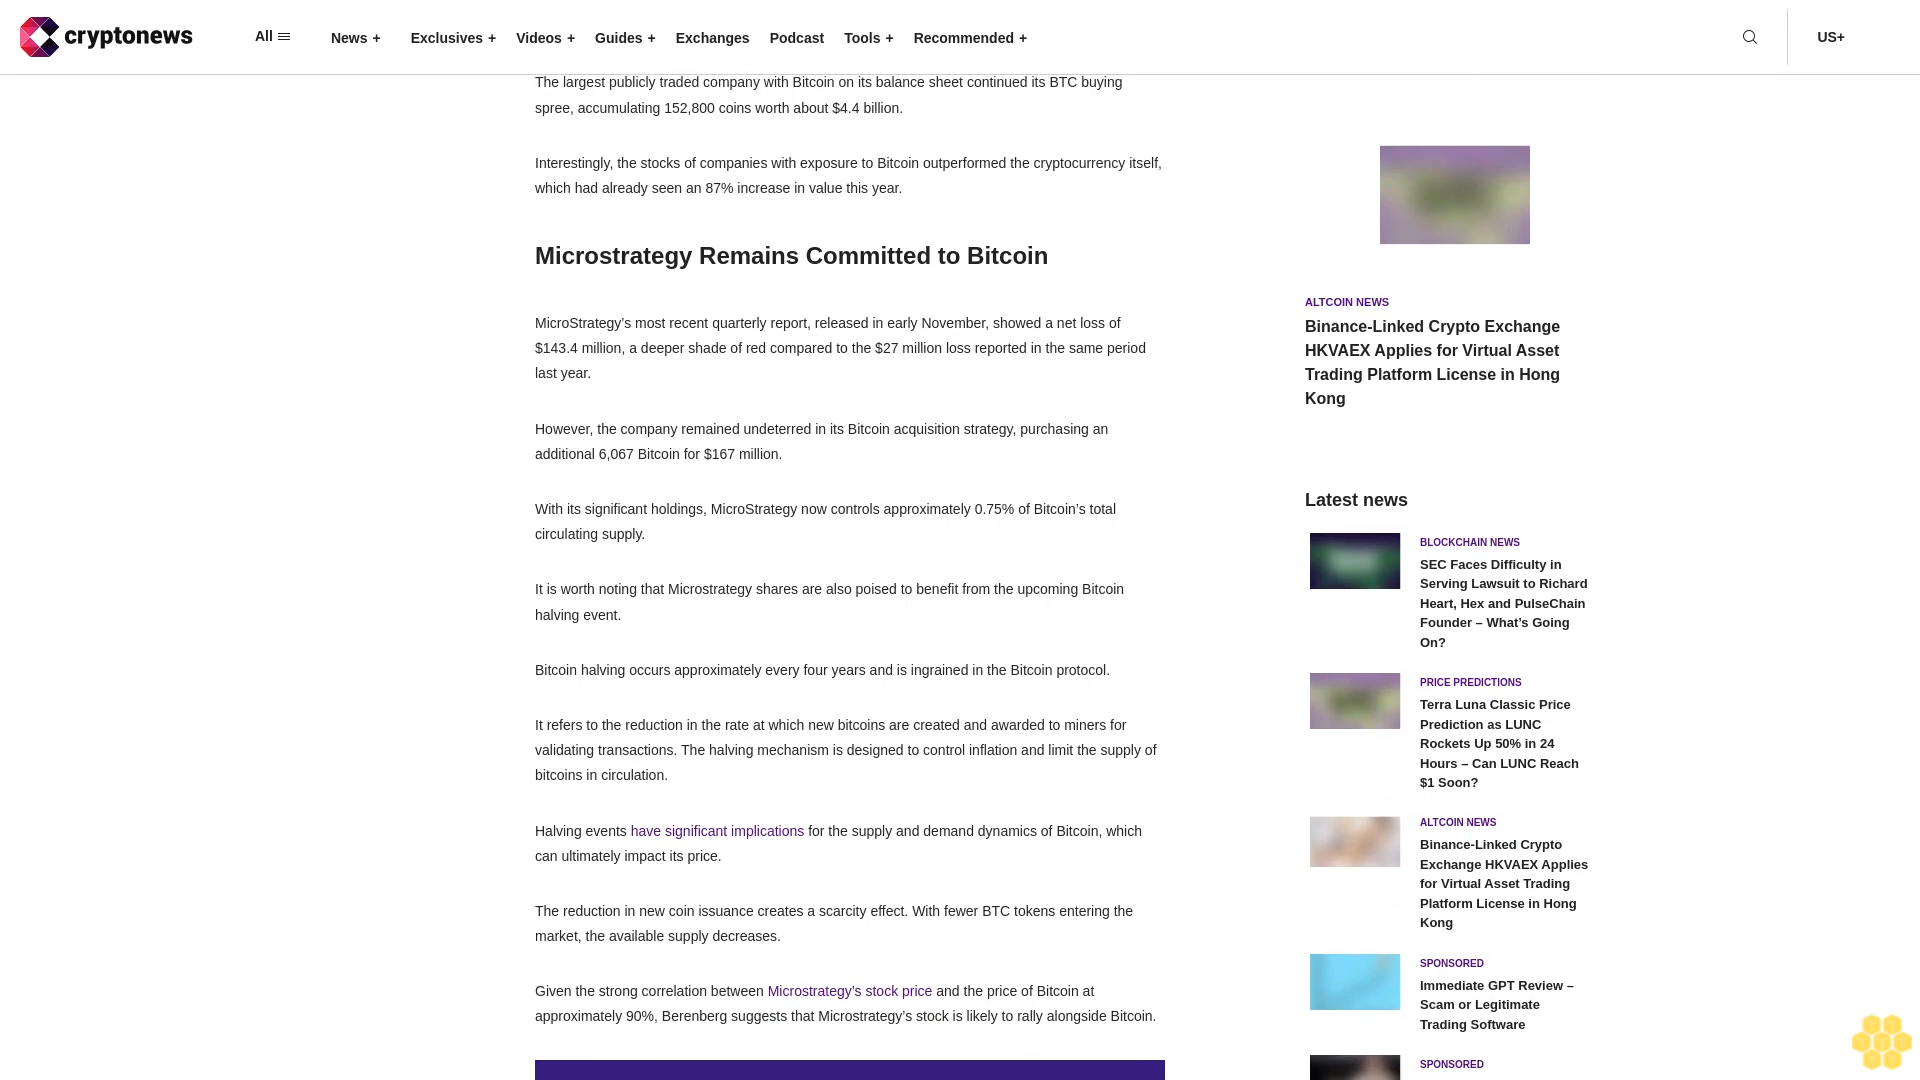 cryptonews
All
News +
Exclusives +
Videos +
Guides +
Exchanges
Podcast
Tools +
Recommended +
US+
The largest publicly traded company with Bitcoin on its balance sheet continued its BTC buying
spree, accumulating 152,800 coins worth about $4.4 billion.
Interestingly, the stocks of companies with exposure to Bitcoin outperformed the cryptocurrency itself,
which had already seen an 87% increase in value this year.
Microstrategy Remains Committed to Bitcoin
MicroStrategy’s most recent quarterly report, released in early November, showed a net loss of
$143.4 million, a deeper shade of red compared to the $27 million loss reported in the same period
last year.
However, the company remained undeterred in its Bitcoin acquisition strategy, purchasing an
additional 6,067 Bitcoin for $167 million.
With its significant holdings, MicroStrategy now controls approximately 0.75% of Bitcoin’s total
circulating supply.
It is worth noting that Microstrategy shares are also poised to benefit from the upcoming Bitcoin
halving event.
Bitcoin halving occurs approximately every four years and is ingrained in the Bitcoin protocol.
It refers to the reduction in the rate at which new bitcoins are created and awarded to miners for
validating transactions. The halving mechanism is designed to control inflation and limit the supply of
bitcoins in circulation.
Halving events have significant implications for the supply and demand dynamics of Bitcoin, which
can ultimately impact its price.
The reduction in new coin issuance creates a scarcity effect. With fewer BTC tokens entering the
market, the available supply decreases.
Given the strong correlation between Microstrategy’s stock price and the price of Bitcoin at
approximately 90%, Berenberg suggests that Microstrategy’s stock is likely to rally alongside Bitcoin.
ALTCOIN NEWS
Binance-Linked Crypto Exchange
HKVAEX Applies for Virtual Asset
Trading Platform License in Hong
Kong
Latest news
BLOCKCHAIN NEWS
SEC Faces Difficulty in
Serving Lawsuit to Richard
Heart, Hex and PulseChain
Founder – What’s Going
On?
PRICE PREDICTIONS
Terra Luna Classic Price
Prediction as LUNC
Rockets Up 50% in 24
Hours – Can LUNC Reach
$1 Soon?
ALTCOIN NEWS
Binance-Linked Crypto
Exchange HKVAEX Applies
for Virtual Asset Trading
Platform License in Hong
Kong
SPONSORED
Immediate GPT Review –
Scam or Legitimate
Trading Software
SPONSORED